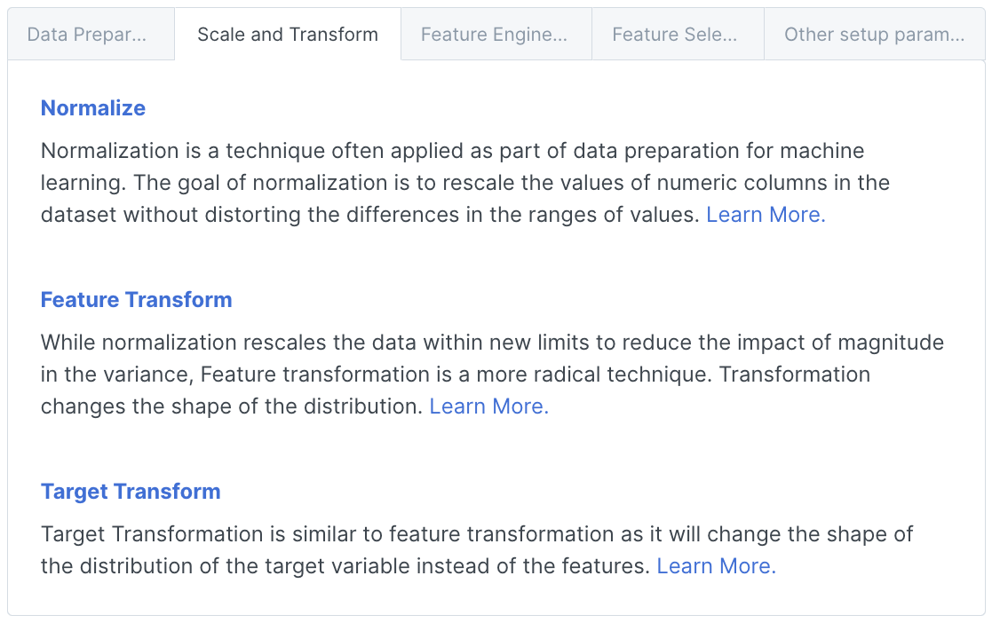 Data Prepar...
Scale and Transform
Feature Engine...
Feature Sele...
Other setup param...
Normalize
Normalization is a technique often applied as part of data preparation for machine
learning. The goal of normalization is to rescale the values of numeric columns in the
dataset without distorting the differences in the ranges of values. Learn More.
Feature Transform
While normalization rescales the data within new limits to reduce the impact of magnitude
in the variance, Feature transformation is a more radical technique. Transformation
changes the shape of the distribution. Learn More.
Target Transform
Target Transformation is similar to feature transformation as it will change the shape of
the distribution of the target variable instead of the features. Learn More.